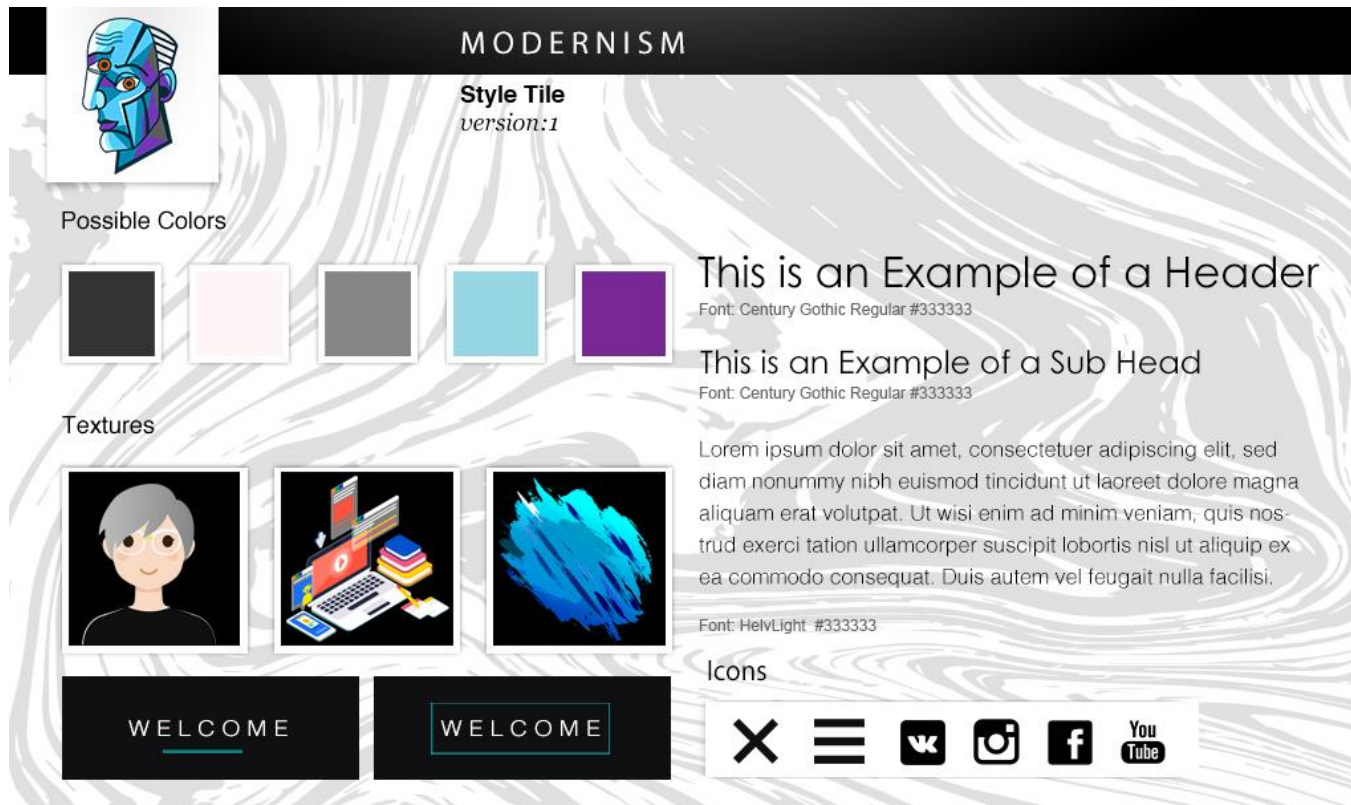 MODERNISM
Style Tile
version:1
Possible Colors
This is an Example of a Header
Font: Century Gothic Regular #333333
This is an Example of a Sub Head
Font: Century Gothic Regular #333333
Textures
Lorem ipsum dolor sit amet, consectetuer adipiscing elit, sed
diam nonummy nibh euismod tincidunt ut laoreet dolore magna
aliquam erat volutpat. Ut wisi enim ad minim veniam, quis nos-
trud exerci tation ullamcorper suscipit lobortis nisl ut aliquip ex
ea commodo consequat. Duis autem vel feugait nulla facilisi.
Font: HelvLight #333333
Icons
WELCOME
WELCOME
You
Tube